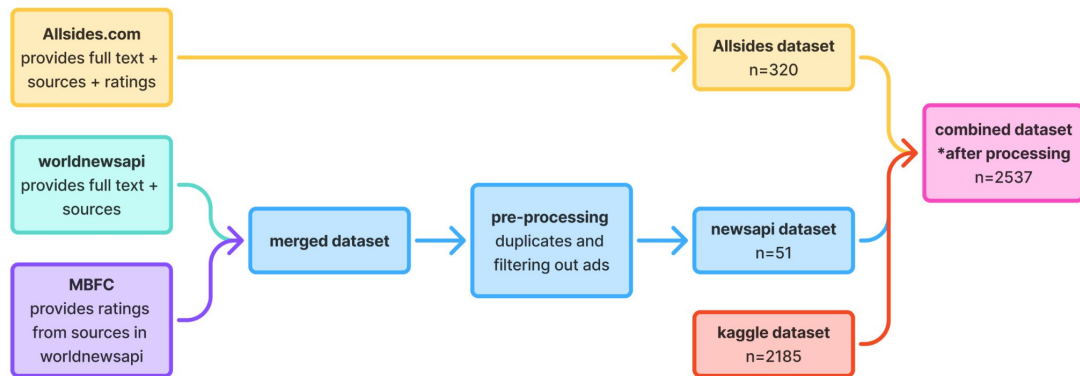 Allsides.com
provides full text +
sources + ratings
Allsides dataset
n=320
worldnewsapi
provides full text +
sources
MBFC
provides ratings
from sources in
worldnewsapi
merged dataset
pre-processing
duplicates and
filtering out ads
newsapi dataset
n=51
kaggle dataset
n=2185
combined dataset
*after processing
n=2537